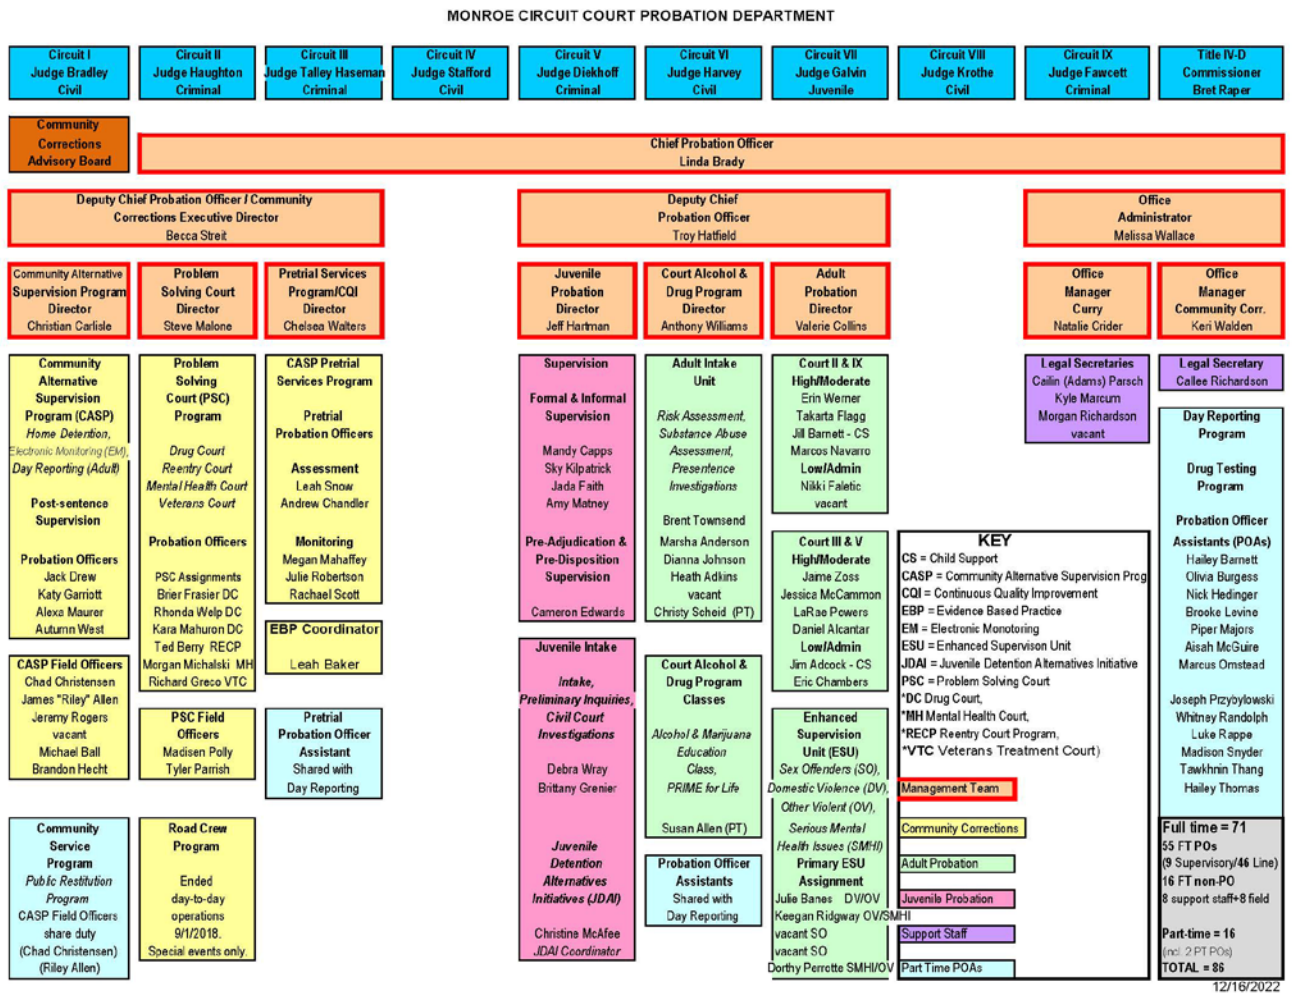 MONROE CIRCUIT COURT PROBATION DEPARTMENT
Circuit I
Judge Bradley
Civil
Circuit II
Judge Haughton
Criminal
Circuit III
Judge Talley Haseman
Criminal
Circuit IV
Judge Stafford
Civil
Circuit V
Judge Diekhoff
Criminal
Circuit VI
Judge Harvey
Civil
Circuit VII
Judge Galvin
Juvenile
Circuit VIII
Judge Krothe
Civil
Circuit IX
Judge Fawcett
Criminal
Title IV-D
Commissioner
Bret Raper
Community
Corrections
Advisory Board
Chief Probation Officer
Linda Brady
Deputy Chief Probation Officer / Community
Corrections Executive Director
Becca Streit
Deputy Chief
Probation Officer
Troy Hatfield
Office
Administrator
Melissa Wallace
Community Alternative
Supervision Program
Director
Christian Carlisle
Problem
Solving Court
Director
Steve Malone
Pretrial Services
Program/CQI
Director
Chelsea Walters
Juvenile
Probation
Director
Jeff Hartman
Court Alcohol &
Drug Program
Director
Anthony Williams
Adult
Probation
Director
Valerie Collins
Office
Manager
Curry
Natalie Crider
Office
Manager
Community Corr.
Keri Walden
Community
Alternative
Supervision
Program (CASP)
Home Detention,
Electronic Monitoring (EM),
Day Reporting (Adult)
Post-sentence
Supervision
Probation Officers
Jack Drew
Katy Garriott
Alexa Maurer
Autumn West
CASP Field Officers
Chad Christensen
James "Riley" Allen
Jeremy Rogers
vacant
Michael Ball
Brandon Hecht
Community
Service
Program
Public Restitution
Program
CASP Field Officers
share duty
(Chad Christensen)
(Riley Allen)
Problem
Solving
Court (PSC)
Program
Drug Court
Reentry Court
Mental Health Court
Veterans Court
Probation Officers
PSC Assignments
Brier Frasier DC
Rhonda Welp DC
Kara Mahuron DC
Ted Berry RECP
Morgan Michalski MH
Richard Greco VTC
PSC Field
Officers
Madisen Polly
Tyler Parrish
Road Crew
Program
Ended
day-to-day
operations
9/1/2018.
Special events only.
CASP Pretrial
Services Program
Pretrial
Probation Officers
Assessment
Leah Snow
Andrew Chandler
Monitoring
Megan Mahaffey
Julie Robertson
Rachael Scott
EBP Coordinator
Leah Baker
Pretrial
Probation Officer
Assistant
Shared with
Day Reporting
Supervision
Formal & Informal
Supervision
Mandy Capps
Sky Kilpatrick
Jada Faith
Amy Matney
Pre-Adjudication &
Pre-Disposition
Supervision
Cameron Edwards
Juvenile Intake
Intake,
Preliminary Inquiries,
Civil Court
Investigations
Debra Wray
Brittany Grenier
Juvenile
Detention
Alternatives
Initiatives (JDAI)
Christine McAfee
JDAI Coordinator
Adult Intake
Unit
Risk Assessment,
Substance Abuse
Assessment,
Presentence
Investigations
Brent Townsend
Marsha Anderson
Dianna Johnson
Heath Adkins
vacant
Christy Scheid (PT)
Court Alcohol &
Drug Program
Classes
Alcohol & Marijuana
Education
Class,
PRIME for Life
Susan Allen (PT)
Probation Officer
Assistants
Shared with
Day Reporting
Court II & IX
High/Moderate
Erin Werner
Takarta Flagg
Jill Barnett - CS
Marcos Navarro
Low/Admin
Nikki Faletic
vacant
Court III & V
High/Moderate
Jaime Zoss
Jessica McCammon
LaRae Powers
Daniel Alcantar
Low/Admin
Jim Adcock - CS
Eric Chambers
Enhanced
Supervision
Unit (ESU)
Sex Offenders (SO),
Domestic Violence (DV),
Other Violent (OV),
Serious Mental
Health Issues (SMHI)
Primary ESU
Assignment
Julie Banes DV/OV
Keegan Ridgway OV/SMHI
vacant SO
vacant SO
Dorthy Perrotte SMHI/OV
Legal Secretaries
Cailin (Adams) Parsch
Kyle Marcum
Morgan Richardson
vacant
KEY
CS = Child Support
CASP = Community Alternative Supervision Prog
CQI = Continuous Quality Improvement
EBP = Evidence Based Practice
EM = Electronic Monotoring
ESU = Enhanced Supervison Unit
JDAI = Juvenile Detention Alternatives Initiative
PSC = Problem Solving Court
*DC Drug Court,
*MH Mental Health Court,
*RECP Reentry Court Program,
*VTC Veterans Treatment Court)
Management Team
Community Corrections
Adult Probation
Juvenile Probation
Support Staff
Part Time POAs
Legal Secretary
Callee Richardson
Day Reporting
Program
Drug Testing
Program
Probation Officer
Assistants (POAs)
Hailey Barnett
Olivia Burgess
Nick Hedinger
Brooke Levine
Piper Majors
Aisah McGuire
Marcus Omstead
Joseph Przybylowski
Whitney Randolph
Luke Rappe
Madison Snyder
Tawkhnin Thang
Hailey Thomas
Full time = 71
55 FT POs
(9 Supervisory/46 Line)
16 FT non-PO
8 support staff+8 field
Part-time = 16
(incl. 2 PT POs)
TOTAL = 86
12/16/2022